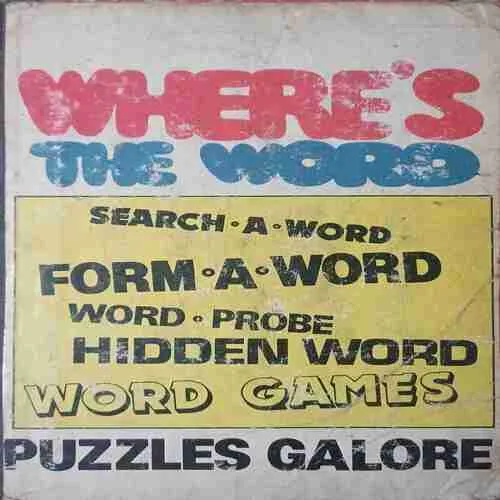 WHERE'S
THE WORD
SEARCH·A·WORD
FORM·A·WORD
WORD·PROBE
HIDDEN WORD
WORD GAMES
PUZZLES GALORE